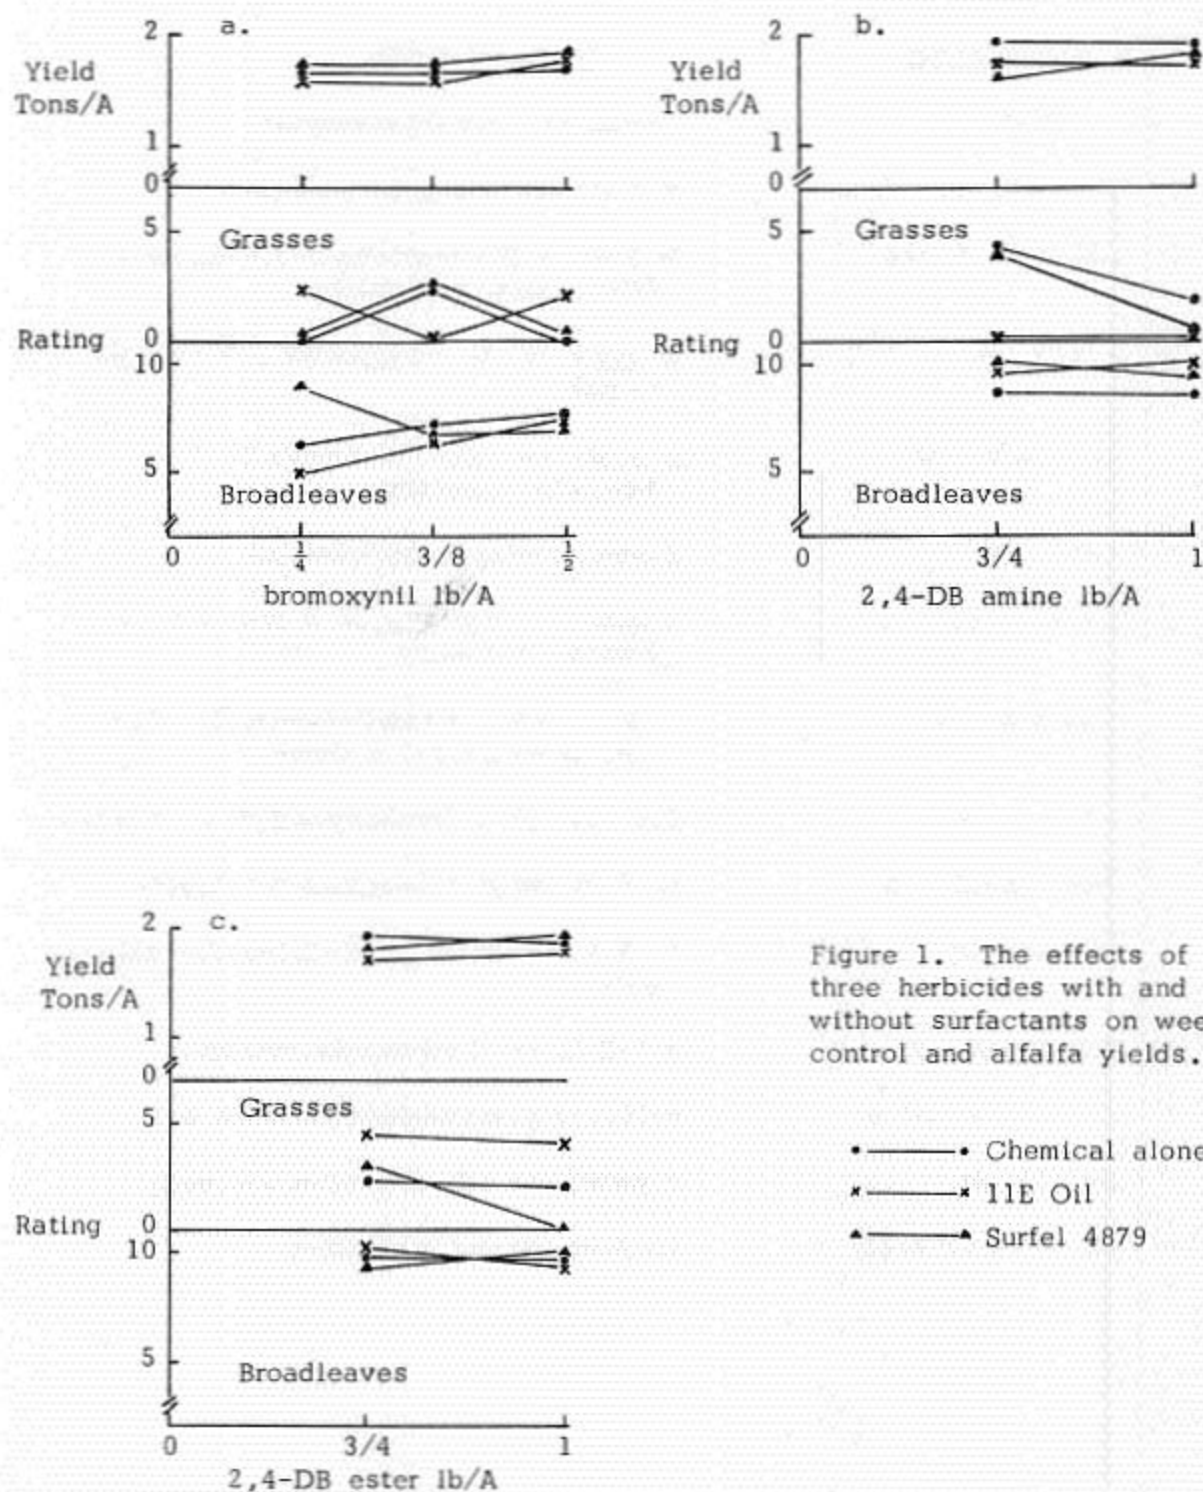 a.
2
Yield
Tons/A
1
0
5
Grasses
Rating
0
10
5
Broadleaves
0 1/4 3/8 1/2
bromoxynil lb/A
b.
2
Yield
Tons/A
1
0
5
Grasses
Rating
0
10
5
Broadleaves
0 3/4 1
2,4-DB amine lb/A
c.
2
Yield
Tons/A
1
0
Grasses
5
Rating
0
10
5
Broadleaves
0 3/4 1
2,4-DB ester lb/A
Figure 1. The effects of
three herbicides with and
without surfactants on wee
control and alfalfa yields.
Chemical alone
11E Oil
Surfel 4879